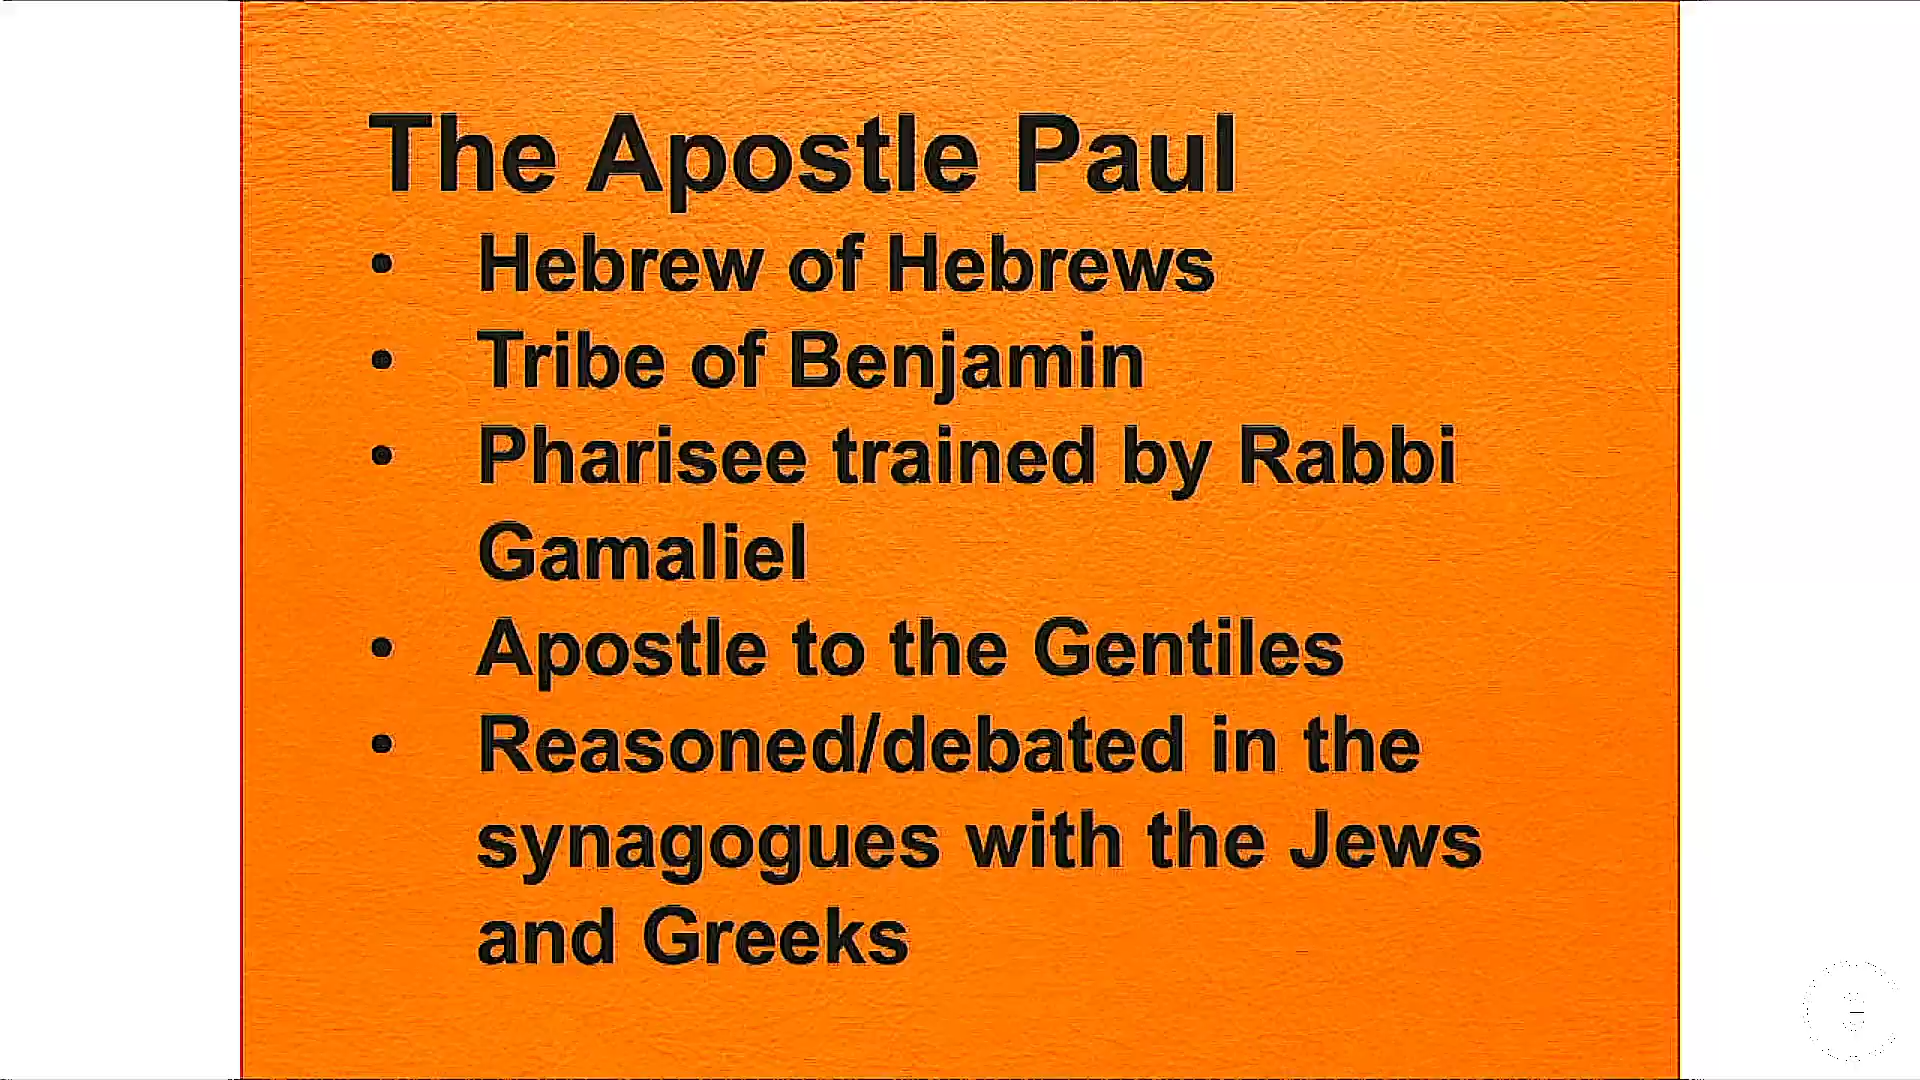 The Apostle Paul
• Hebrew of Hebrews
• Tribe of Benjamin
• Pharisee trained by Rabbi
Gamaliel
• Apostle to the Gentiles
• Reasoned/debated in the
synagogues with the Jews
and Greeks